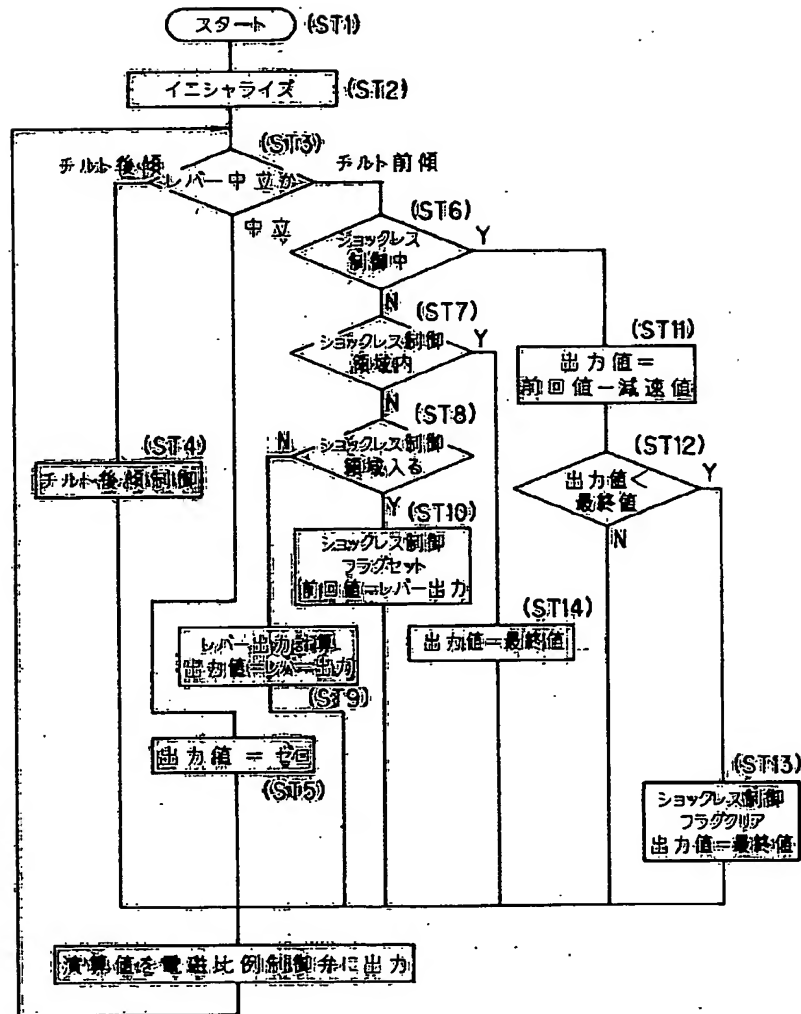 スタート
(ST1)
イニシャライズ
(ST2)
(ST3)
チルト後傾
レバー中立か
チルト前傾
中立
(ST6)
ショックレス
制御中
Y
N
(ST7)
ショックレス制御
領域内
Y
N
(ST11)
出力値=
前回値-減速値
(ST8)
N
ショックレス制御
領域入る
Y
(ST12)
出力値<
最終値
Y
N
(ST4)
チルト後傾制御
(ST10)
ショックレス制御
フラグセット
前回値=レバー出力
(ST14)
出力値=最終値
レバー出力計算
出力値=レバー出力
(ST9)
出力値 = ゼロ
(ST5)
(ST13)
ショックレス制御
フラグクリア
出力値=最終値
演算値を電磁比例制御弁に出力